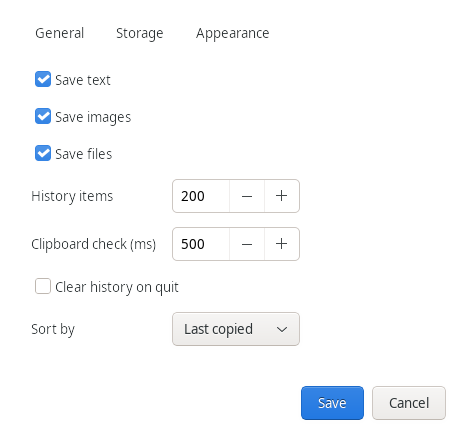 General Storage Appearance
Save text
Save images
Save files
History items 200
Clipboard check (ms) 500
Clear history on quit
Sort by Last copied
Save Cancel